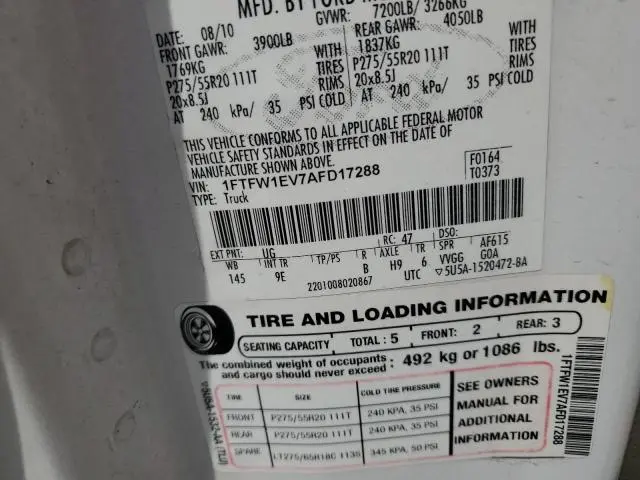 MFD. BY FORD
DATE: 08/10 GVWR: 7200LB/ 3266KG
FRONT GAWR: 3900LB REAR GAWR: 4050LB
1769KG WITH 1837KG WITH
P275/55R20 111T TIRES P275/55R20 111T TIRES
20x8.5J RIMS 20x8.5J RIMS
AT 240 kPa/ 35 PSI COLD AT 240 kPa/ 35 PSI COLD
THIS VEHICLE CONFORMS TO ALL APPLICABLE FEDERAL MOTOR
VEHICLE SAFETY STANDARDS IN EFFECT ON THE DATE OF
MANUFACTURE SHOWN ABOVE.
VIN: 1FTFW1EV7AFD17288 F0164
TYPE: Truck T0373
EXT PNT: UG RC: 47 DSO:
WB INT TR TP/PS R AXLE TR SPR AF615
145 9E B H9 6 VVGG GOA
2201008020867 UTC ▽5U5A-1520472-BA
TIRE AND LOADING INFORMATION
SEATING CAPACITY TOTAL: 5 FRONT: 2 REAR: 3
The combined weight of occupants and cargo should never exceed: 492 kg or 1086 lbs.
TIRE SIZE COLD TIRE PRESSURE
FRONT P275/55R20 111T 240 KPA, 35 PSI
REAR P275/55R20 111T 240 KPA, 35 PSI
SPARE LT275/65R18C 113S 345 KPA, 50 PSI
SEE OWNERS
MANUAL FOR
ADDITIONAL
INFORMATION
1FTFW1EV7AFD17288